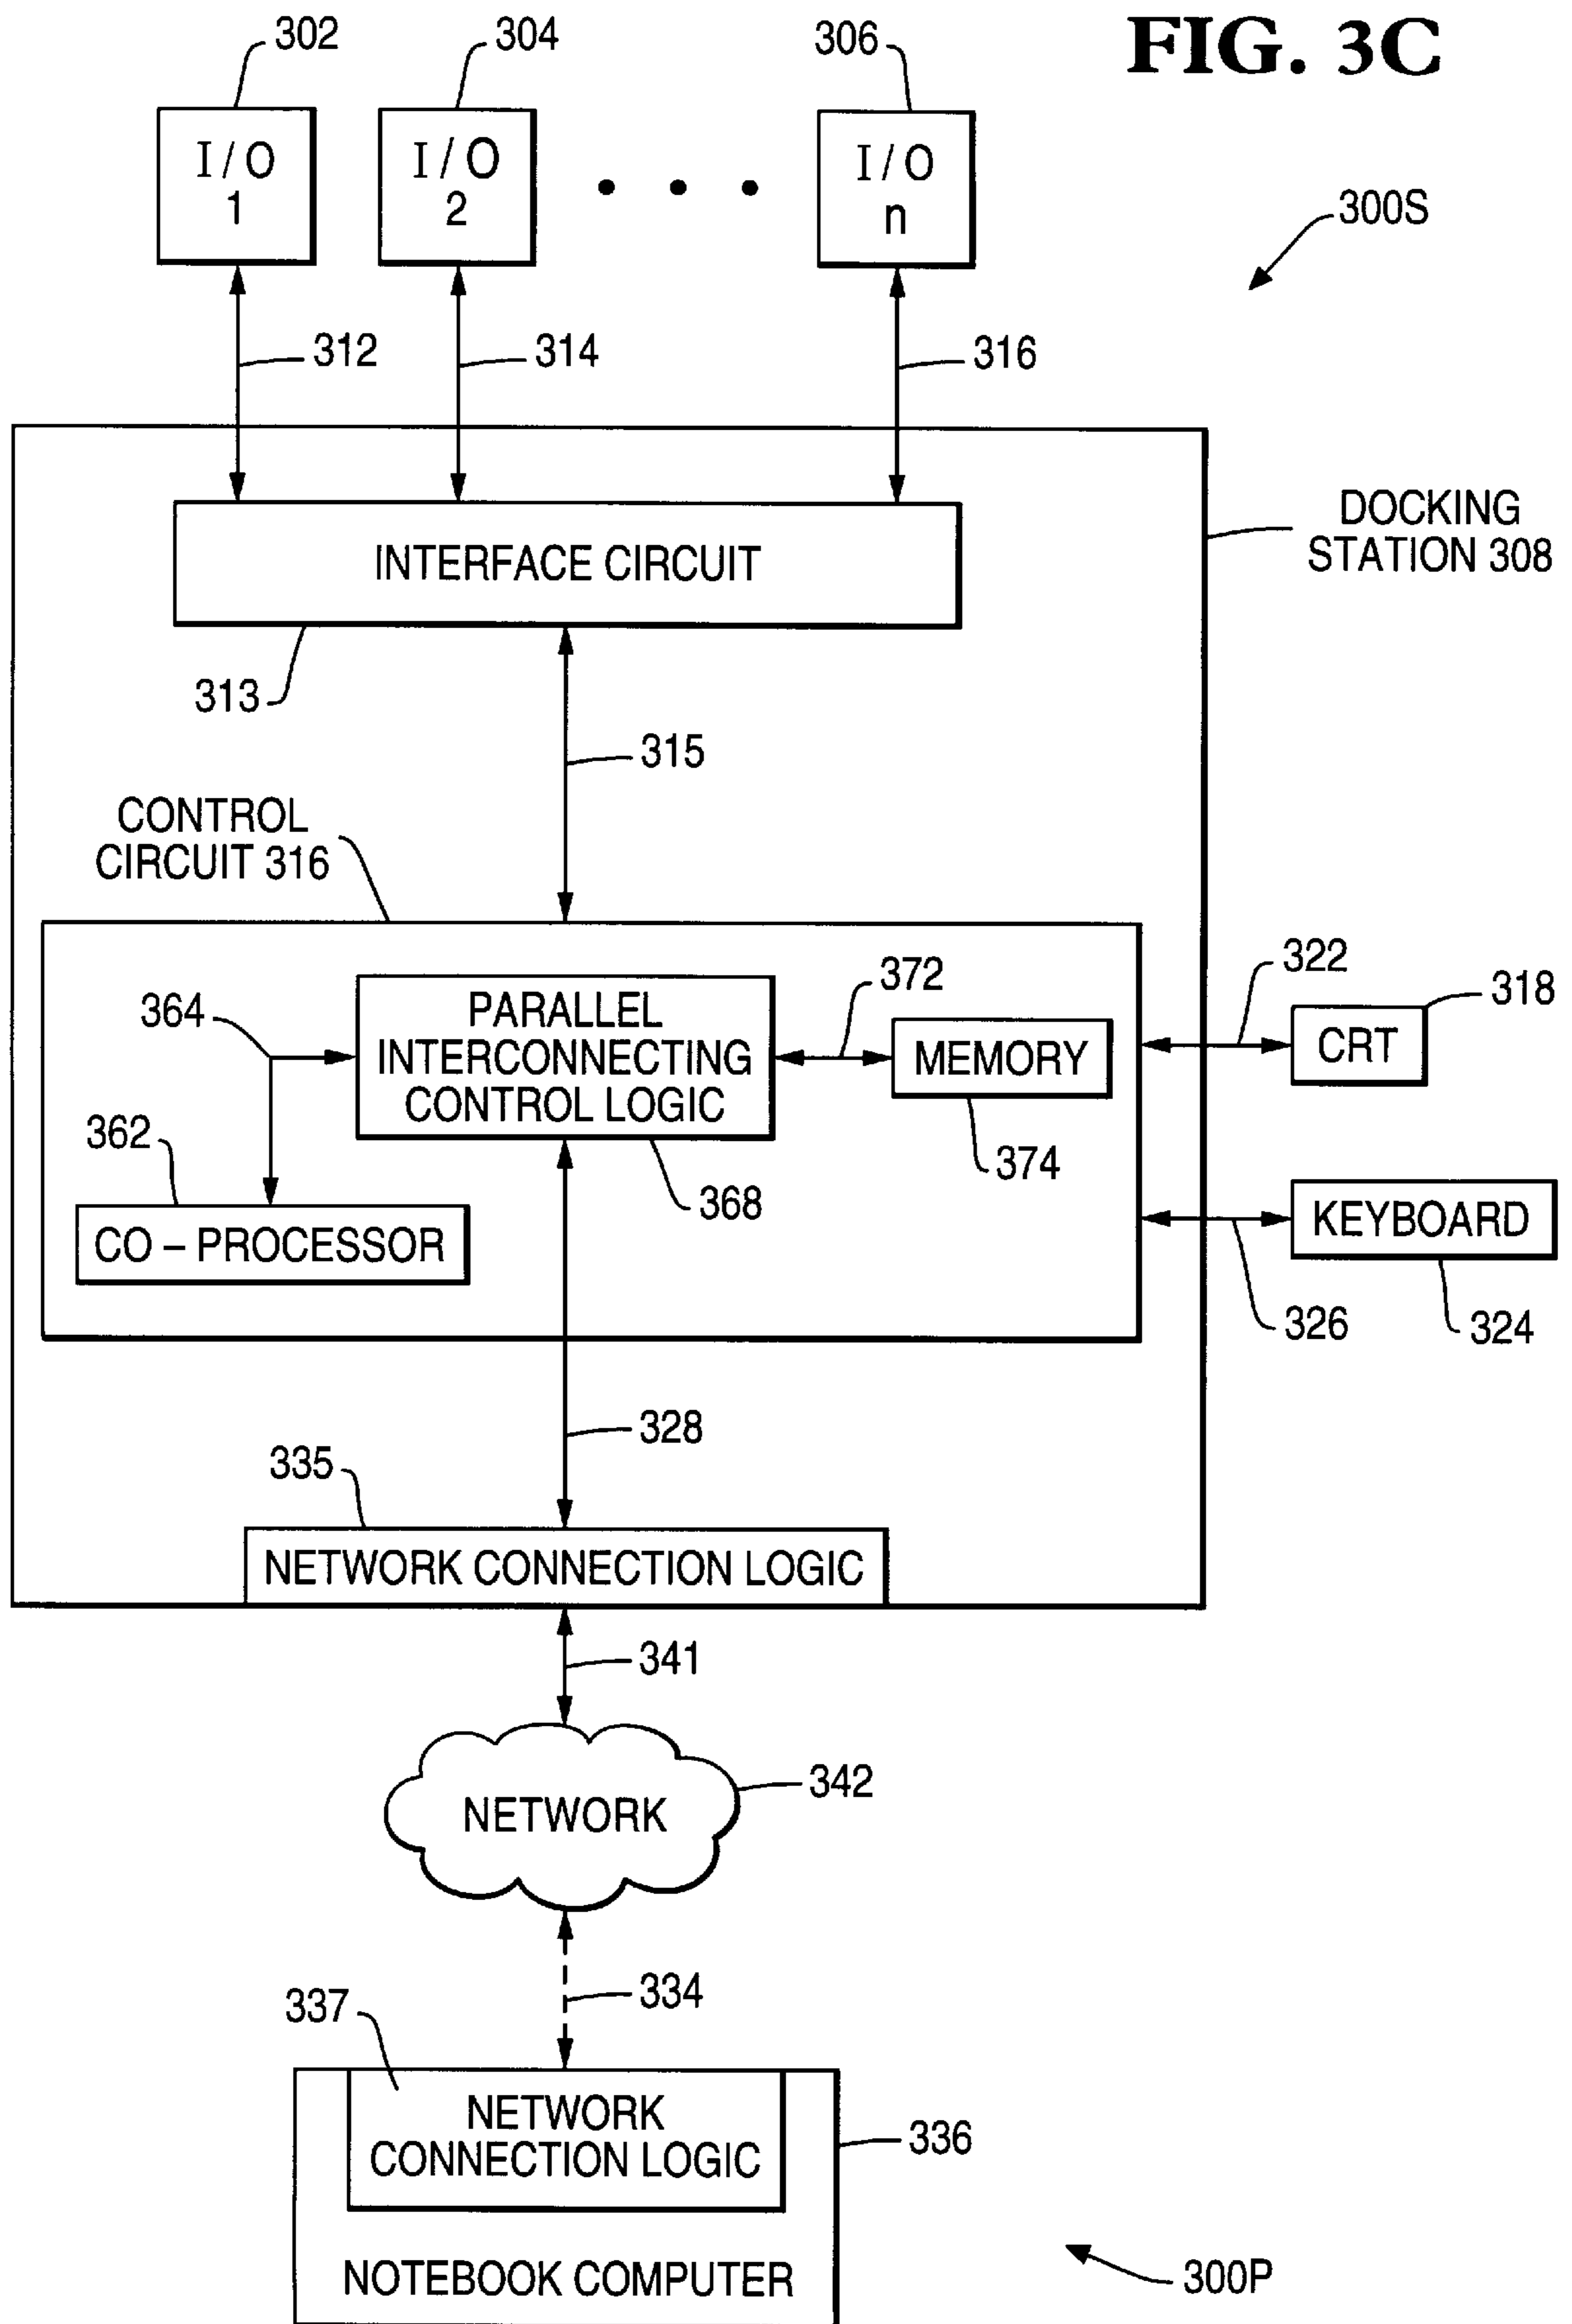 FIG. 3C
302
304
306
I/O
1
I/O
2
I/O
n
300S
312
314
316
DOCKING
STATION 308
INTERFACE CIRCUIT
313
315
CONTROL
CIRCUIT 316
364
PARALLEL
INTERCONNECTING
CONTROL LOGIC
372
MEMORY
322
318
CRT
362
374
368
CO – PROCESSOR
KEYBOARD
326
324
328
335
NETWORK CONNECTION LOGIC
341
342
NETWORK
334
337
NETWORK
CONNECTION LOGIC
336
NOTEBOOK COMPUTER
300P